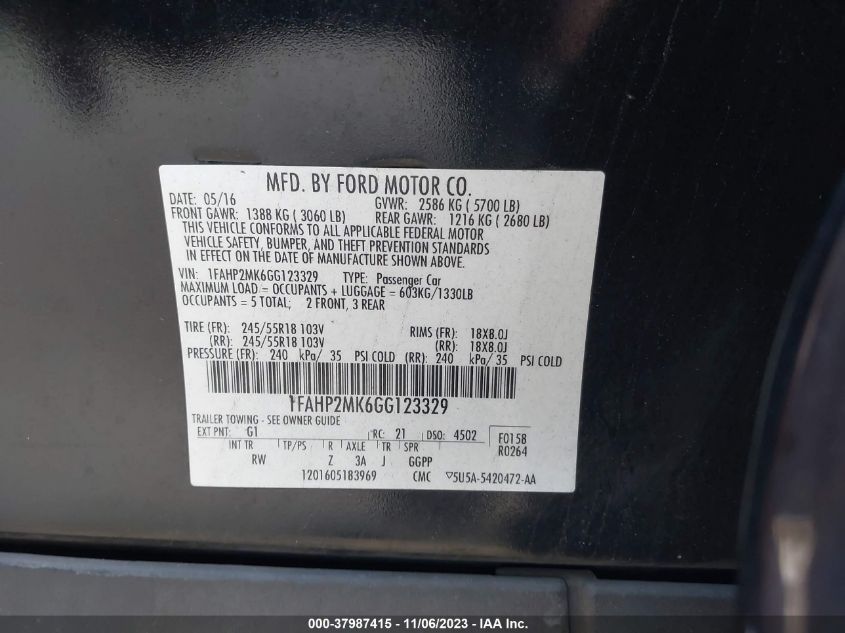 MFD. BY FORD MOTOR CO.
DATE: 05/16 GVWR: 2586 KG ( 5700 LB)
FRONT GAWR: 1388 KG ( 3060 LB) REAR GAWR: 1216 KG ( 2680 LB)
THIS VEHICLE CONFORMS TO ALL APPLICABLE FEDERAL MOTOR
VEHICLE SAFETY, BUMPER, AND THEFT PREVENTION STANDARDS
IN EFFECT ON THE DATE OF MANUFACTURE SHOWN ABOVE.
VIN: 1FAHP2MK6GG123329 TYPE: Passenger Car
MAXIMUM LOAD = OCCUPANTS + LUGGAGE = 603KG/1330LB
OCCUPANTS = 5 TOTAL; 2 FRONT, 3 REAR
TIRE (FR): 245/55R18 103V RIMS (FR): 18X8.0J
(RR): 245/55R18 103V (RR): 18X8.0J
PRESSURE (FR): 240 kPa/ 35 PSI COLD (RR): 240 kPa/ 35 PSI COLD
1FAHP2MK6GG123329
TRAILER TOWING - SEE OWNER GUIDE
EXT PNT: G1 RC: 21 DSO: 4502 F0158
INT TR TP/PS R AXLE TR SPR R0264
RW Z 3A J GGPP
1201605183969 CMC ▽5U5A-5420472-AA
000-37987415 - 11/06/2023 - IAA Inc.